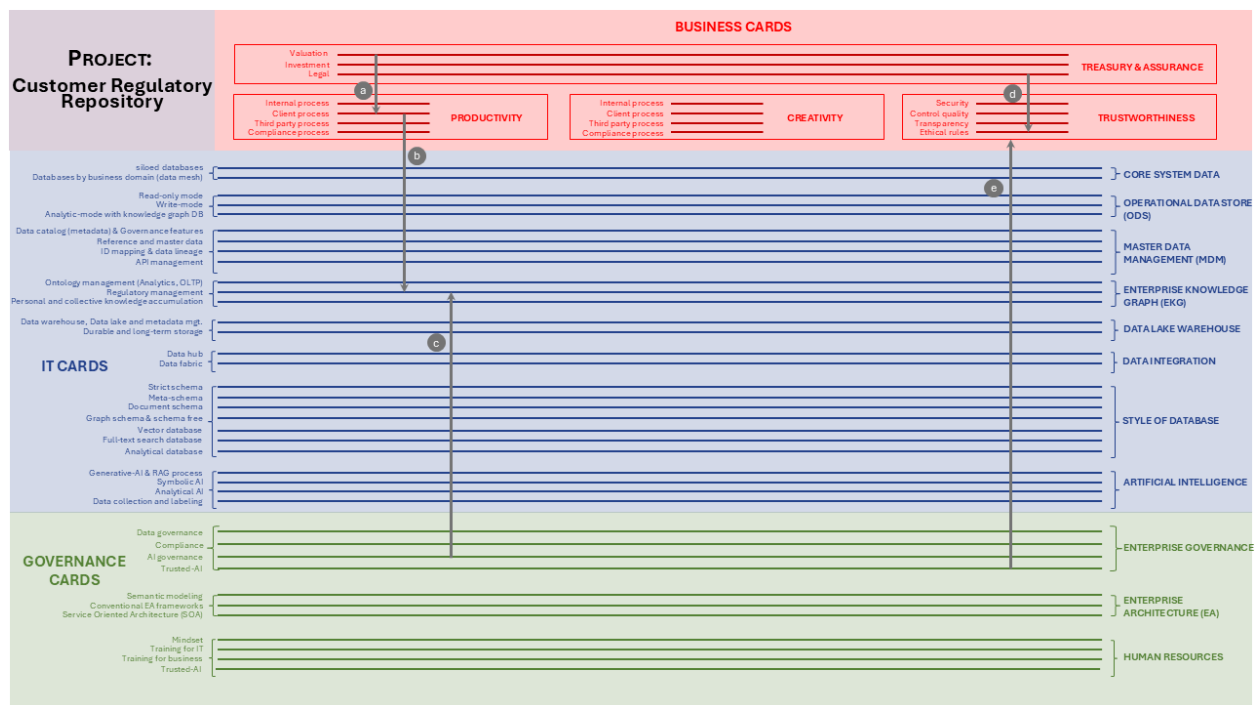 BUSINESS CARDS
PROJECT:
Customer Regulatory
Repository
Valuation
Investment
Legal
TREASURY & ASSURANCE
a
d
Internal process
Client process
Third party process
Compliance process
PRODUCTIVITY
Internal process
Client process
Third party process
Compliance process
CREATIVITY
Security
Control quality
Transparency
Ethical rules
TRUSTWORTHINESS
b
e
c
IT CARDS
siloed databases
Databases by business domain (data mesh)
CORE SYSTEM DATA
Read-only mode
Write-mode
Analytic-mode with knowledge graph DB
OPERATIONAL DATA STORE
(ODS)
Data catalog (metadata) & Governance features
Reference and master data
ID mapping & data lineage
API management
MASTER DATA
MANAGEMENT (MDM)
Ontology management (Analytics, OLTP)
Regulatory management
Personal and collective knowledge accumulation
ENTERPRISE KNOWLEDGE
GRAPH (EKG)
Data warehouse, Data lake and metadata mgt.
Durable and long-term storage
DATA LAKE WAREHOUSE
Data hub
Data fabric
DATA INTEGRATION
Strict schema
Meta-schema
Document schema
Graph schema & schema free
Vector database
Full-text search database
Analytical database
STYLE OF DATABASE
Generative-AI & RAG process
Symbolic AI
Analytical AI
Data collection and labeling
ARTIFICIAL INTELLIGENCE
GOVERNANCE
CARDS
Data governance
Compliance
AI governance
Trusted-AI
ENTERPRISE GOVERNANCE
Semantic modeling
Conventional EA frameworks
Service Oriented Architecture (SOA)
ENTERPRISE
ARCHITECTURE (EA)
Mindset
Training for IT
Training for business
Trusted-AI
HUMAN RESOURCES